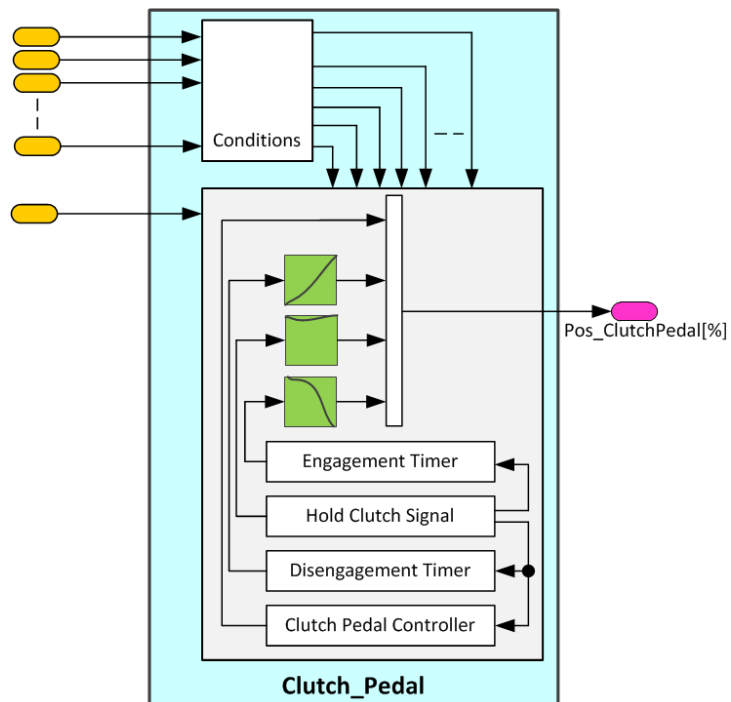 Conditions
Pos_ClutchPedal[%]
Engagement Timer
Hold Clutch Signal
Disengagement Timer
Clutch Pedal Controller
Clutch_Pedal